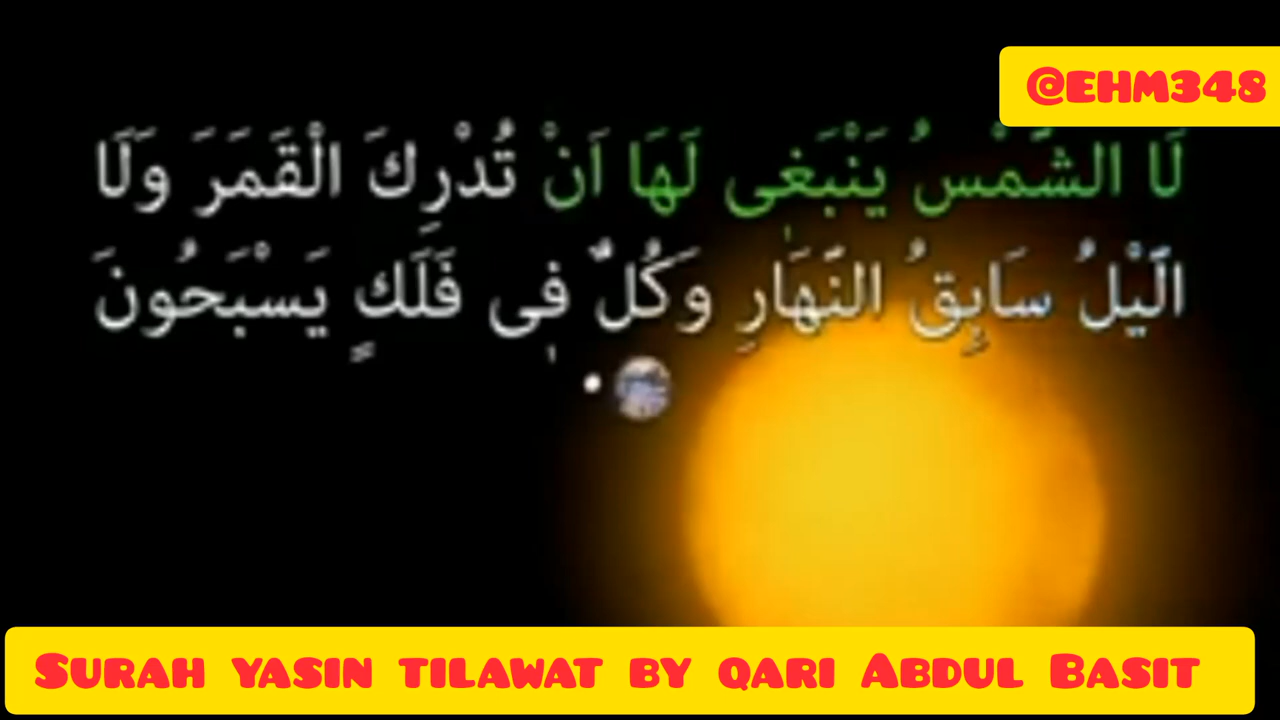 @EHM348
لَا الشَّمْسُ يَنْبَغِى لَهَا اَنْ تُدْرِكَ الْقَمَرَ وَلَا
الَّيْلُ سَابِقُ النَّهَارِ وَكُلٌّ فِى فَلَكٍ يَسْبَحُونَ
SURAH YASIN TILAWAT BY QARI ABDUL BASIT